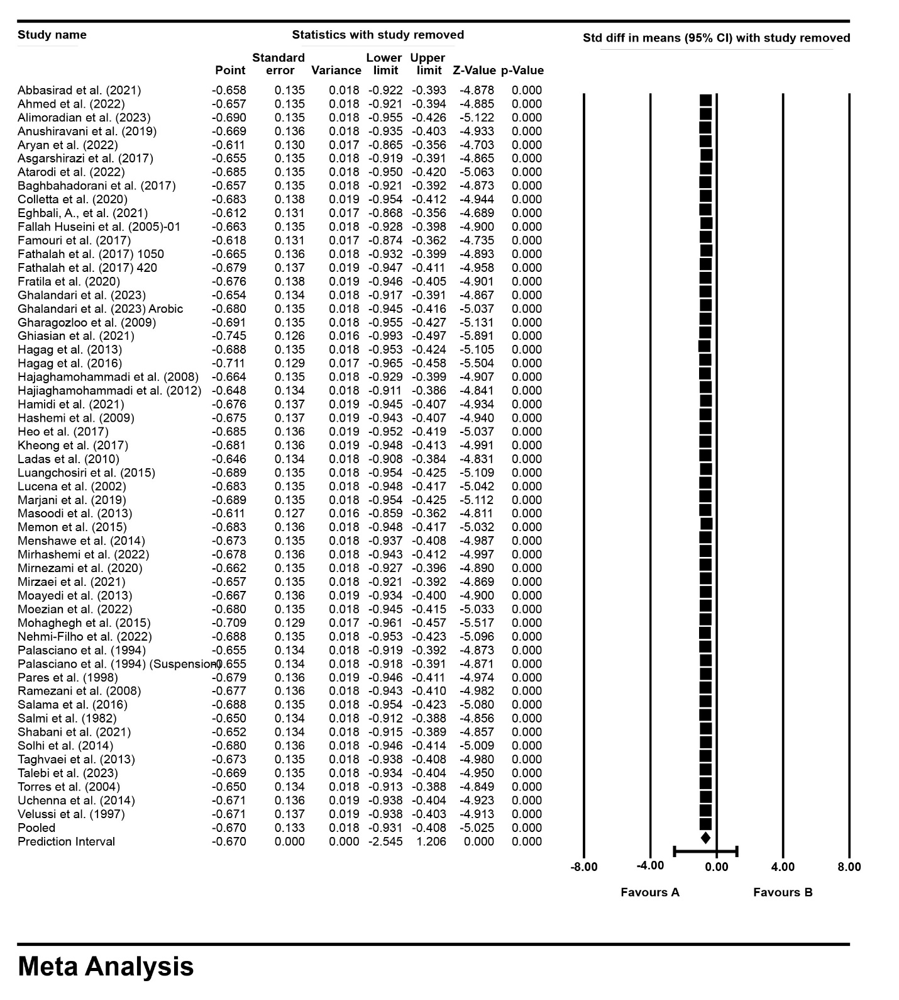 Study name Statistics with study removed Std diff in means (95% CI) with study removed
Standard Lower Upper
Point error Variance limit limit Z-Value p-Value
Abbasirad et al. (2021) -0.658 0.135 0.018 -0.922 -0.393 -4.878 0.000
Ahmed et al. (2022) -0.657 0.135 0.018 -0.921 -0.394 -4.885 0.000
Alimoradian et al. (2023) -0.690 0.135 0.018 -0.955 -0.426 -5.122 0.000
Anushiravani et al. (2019) -0.669 0.136 0.018 -0.935 -0.403 -4.933 0.000
Aryan et al. (2022) -0.611 0.130 0.017 -0.865 -0.356 -4.703 0.000
Asgarshirazi et al. (2017) -0.655 0.135 0.018 -0.919 -0.391 -4.865 0.000
Atarodi et al. (2022) -0.685 0.135 0.018 -0.950 -0.420 -5.063 0.000
Baghbahadorani et al. (2017) -0.657 0.135 0.018 -0.921 -0.392 -4.873 0.000
Colletta et al. (2020) -0.683 0.138 0.019 -0.954 -0.412 -4.944 0.000
Eghbali, A., et al. (2021) -0.612 0.131 0.017 -0.868 -0.356 -4.689 0.000
Fallah Huseini et al. (2005)-01 -0.663 0.135 0.018 -0.928 -0.398 -4.900 0.000
Famouri et al. (2017) -0.618 0.131 0.017 -0.874 -0.362 -4.735 0.000
Fathalah et al. (2017) 1050 -0.665 0.136 0.018 -0.932 -0.399 -4.893 0.000
Fathalah et al. (2017) 420 -0.679 0.137 0.019 -0.947 -0.411 -4.958 0.000
Fratila et al. (2020) -0.676 0.138 0.019 -0.946 -0.405 -4.901 0.000
Ghalandari et al. (2023) -0.654 0.134 0.018 -0.917 -0.391 -4.867 0.000
Ghalandari et al. (2023) Arobic -0.680 0.135 0.018 -0.945 -0.416 -5.037 0.000
Gharagozloo et al. (2009) -0.691 0.135 0.018 -0.955 -0.427 -5.131 0.000
Ghiasian et al. (2021) -0.745 0.126 0.016 -0.993 -0.497 -5.891 0.000
Hagag et al. (2013) -0.688 0.135 0.018 -0.953 -0.424 -5.105 0.000
Hagag et al. (2016) -0.711 0.129 0.017 -0.965 -0.458 -5.504 0.000
Hajaghamohammadi et al. (2008) -0.664 0.135 0.018 -0.929 -0.399 -4.907 0.000
Hajiaghamohammadi et al. (2012) -0.648 0.134 0.018 -0.911 -0.386 -4.841 0.000
Hamidi et al. (2021) -0.676 0.137 0.019 -0.945 -0.407 -4.934 0.000
Hashemi et al. (2009) -0.675 0.137 0.019 -0.943 -0.407 -4.940 0.000
Heo et al. (2017) -0.685 0.136 0.019 -0.952 -0.419 -5.037 0.000
Kheong et al. (2017) -0.681 0.136 0.019 -0.948 -0.413 -4.991 0.000
Ladas et al. (2010) -0.646 0.134 0.018 -0.908 -0.384 -4.831 0.000
Luangchosiri et al. (2015) -0.689 0.135 0.018 -0.954 -0.425 -5.109 0.000
Lucena et al. (2002) -0.683 0.135 0.018 -0.948 -0.417 -5.042 0.000
Marjani et al. (2019) -0.689 0.135 0.018 -0.954 -0.425 -5.112 0.000
Masoodi et al. (2013) -0.611 0.127 0.016 -0.859 -0.362 -4.811 0.000
Memon et al. (2015) -0.683 0.136 0.018 -0.948 -0.417 -5.032 0.000
Menshawe et al. (2014) -0.673 0.135 0.018 -0.937 -0.408 -4.987 0.000
Mirhashemi et al. (2022) -0.678 0.136 0.018 -0.943 -0.412 -4.997 0.000
Mirnezami et al. (2020) -0.662 0.135 0.018 -0.927 -0.396 -4.890 0.000
Mirzaei et al. (2021) -0.657 0.135 0.018 -0.921 -0.392 -4.869 0.000
Moayedi et al. (2013) -0.667 0.136 0.019 -0.934 -0.400 -4.900 0.000
Moezian et al. (2022) -0.680 0.135 0.018 -0.945 -0.415 -5.033 0.000
Mohaghegh et al. (2015) -0.709 0.129 0.017 -0.961 -0.457 -5.517 0.000
Nehmi-Filho et al. (2022) -0.688 0.135 0.018 -0.953 -0.423 -5.096 0.000
Palasciano et al. (1994) -0.655 0.134 0.018 -0.919 -0.392 -4.873 0.000
Palasciano et al. (1994) (Suspension) -0.655 0.134 0.018 -0.918 -0.391 -4.871 0.000
Pares et al. (1998) -0.679 0.136 0.019 -0.946 -0.411 -4.974 0.000
Ramezani et al. (2008) -0.677 0.136 0.018 -0.943 -0.410 -4.982 0.000
Salama et al. (2016) -0.688 0.135 0.018 -0.954 -0.423 -5.080 0.000
Salmi et al. (1982) -0.650 0.134 0.018 -0.912 -0.388 -4.856 0.000
Shabani et al. (2021) -0.652 0.134 0.018 -0.915 -0.389 -4.857 0.000
Solhi et al. (2014) -0.680 0.136 0.018 -0.946 -0.414 -5.009 0.000
Taghvaei et al. (2013) -0.673 0.135 0.018 -0.938 -0.408 -4.980 0.000
Talebi et al. (2023) -0.669 0.135 0.018 -0.934 -0.404 -4.950 0.000
Torres et al. (2004) -0.650 0.134 0.018 -0.913 -0.388 -4.849 0.000
Uchenna et al. (2014) -0.671 0.136 0.019 -0.938 -0.404 -4.923 0.000
Velussi et al. (1997) -0.671 0.137 0.019 -0.938 -0.403 -4.913 0.000
Pooled -0.670 0.133 0.018 -0.931 -0.408 -5.025 0.000
Prediction Interval -0.670 0.000 0.000 -2.545 1.206 0.000 0.000
-8.00 -4.00 0.00 4.00 8.00
Favours A Favours B
Meta Analysis